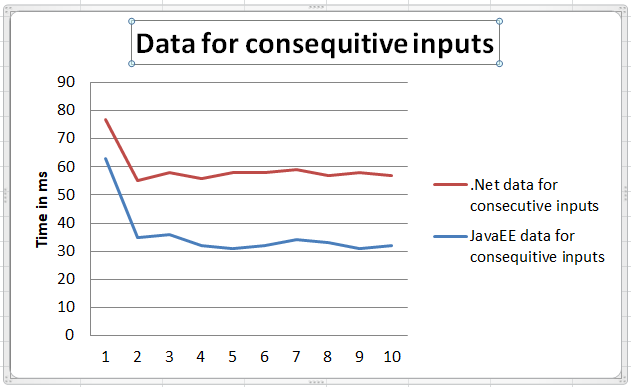 Data for consequitive inputs
90
80
70
60
50
40
30
20
10
0
Time in ms
1 2 3 4 5 6 7 8 9 10
.Net data for
consecutive inputs
JavaEE data for
consequitive inputs